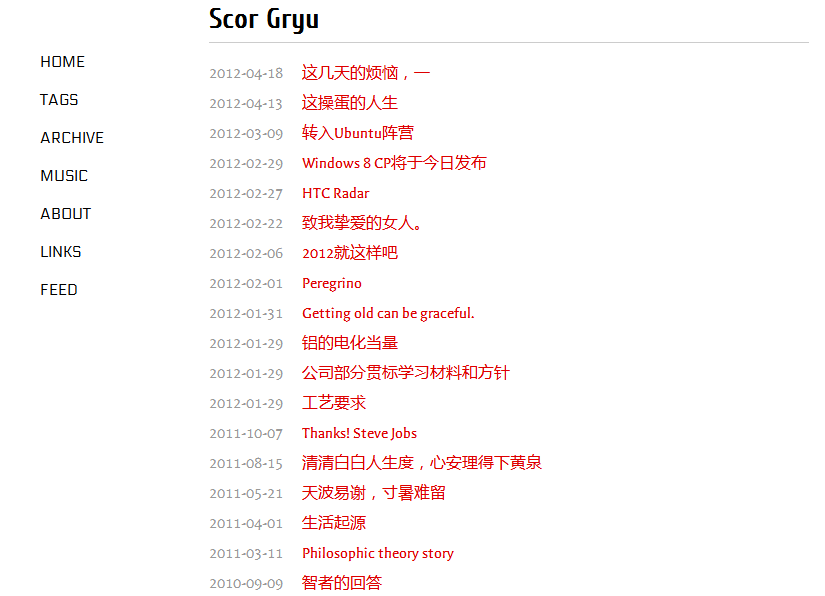 Scor Gryu
HOME
TAGS
ARCHIVE
MUSIC
ABOUT
LINKS
FEED
2012-04-18 这几天的烦恼，一
2012-04-13 这操蛋的人生
2012-03-09 转入Ubuntu阵营
2012-02-29 Windows 8 CP将于今日发布
2012-02-27 HTC Radar
2012-02-22 致我挚爱的女人。
2012-02-06 2012就这样吧
2012-02-01 Peregrino
2012-01-31 Getting old can be graceful.
2012-01-29 铝的电化当量
2012-01-29 公司部分贯标学习材料和方针
2012-01-29 工艺要求
2011-10-07 Thanks! Steve Jobs
2011-08-15 清清白白人生度，心安理得下黄泉
2011-05-21 天波易谢，寸暑难留
2011-04-01 生活起源
2011-03-11 Philosophic theory story
2010-09-09 智者的回答